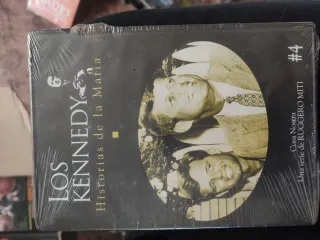 LOS
KENNEDY
Historias de la Mafia
#4
Cosa Nostra
Una serie de RUGGERO MITI